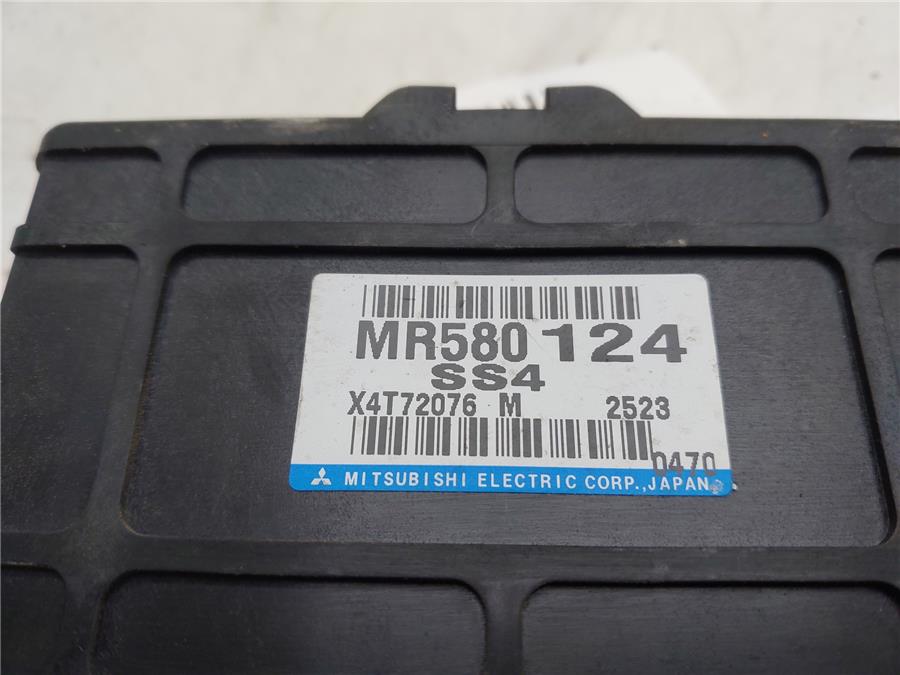 MR580 124
SS4
X4T72076 M 2523
0470
MITSUBISHI ELECTRIC CORP.,JAPAN